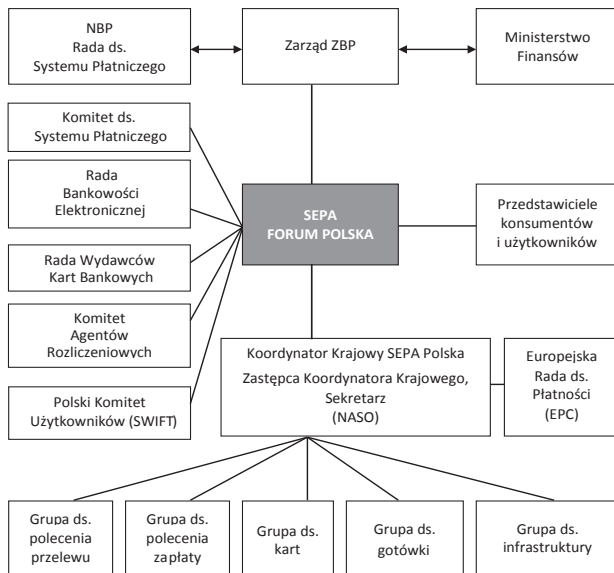 NBP
Rada ds.
Systemu Płatniczego
Zarząd ZBP
Ministerstwo
Finansów
Komitet ds.
Systemu Płatniczego
Rada
Bankowości
Elektronicznej
Rada Wydawców
Kart Bankowych
Komitet
Agentów
Rozliczeniowych
Polski Komitet
Użytkowników (SWIFT)
SEPA
FORUM POLSKA
Przedstawiciele
konsumentów
i użytkowników
Koordynator Krajowy SEPA Polska
Zastępca Koordynatora Krajowego,
Sekretarz
(NASO)
Europejska
Rada ds.
Płatności
(EPC)
Grupa ds.
polecenia
przelewu
Grupa ds.
polecenia
zapłaty
Grupa ds.
kart
Grupa ds.
gotówki
Grupa ds.
infrastruktury